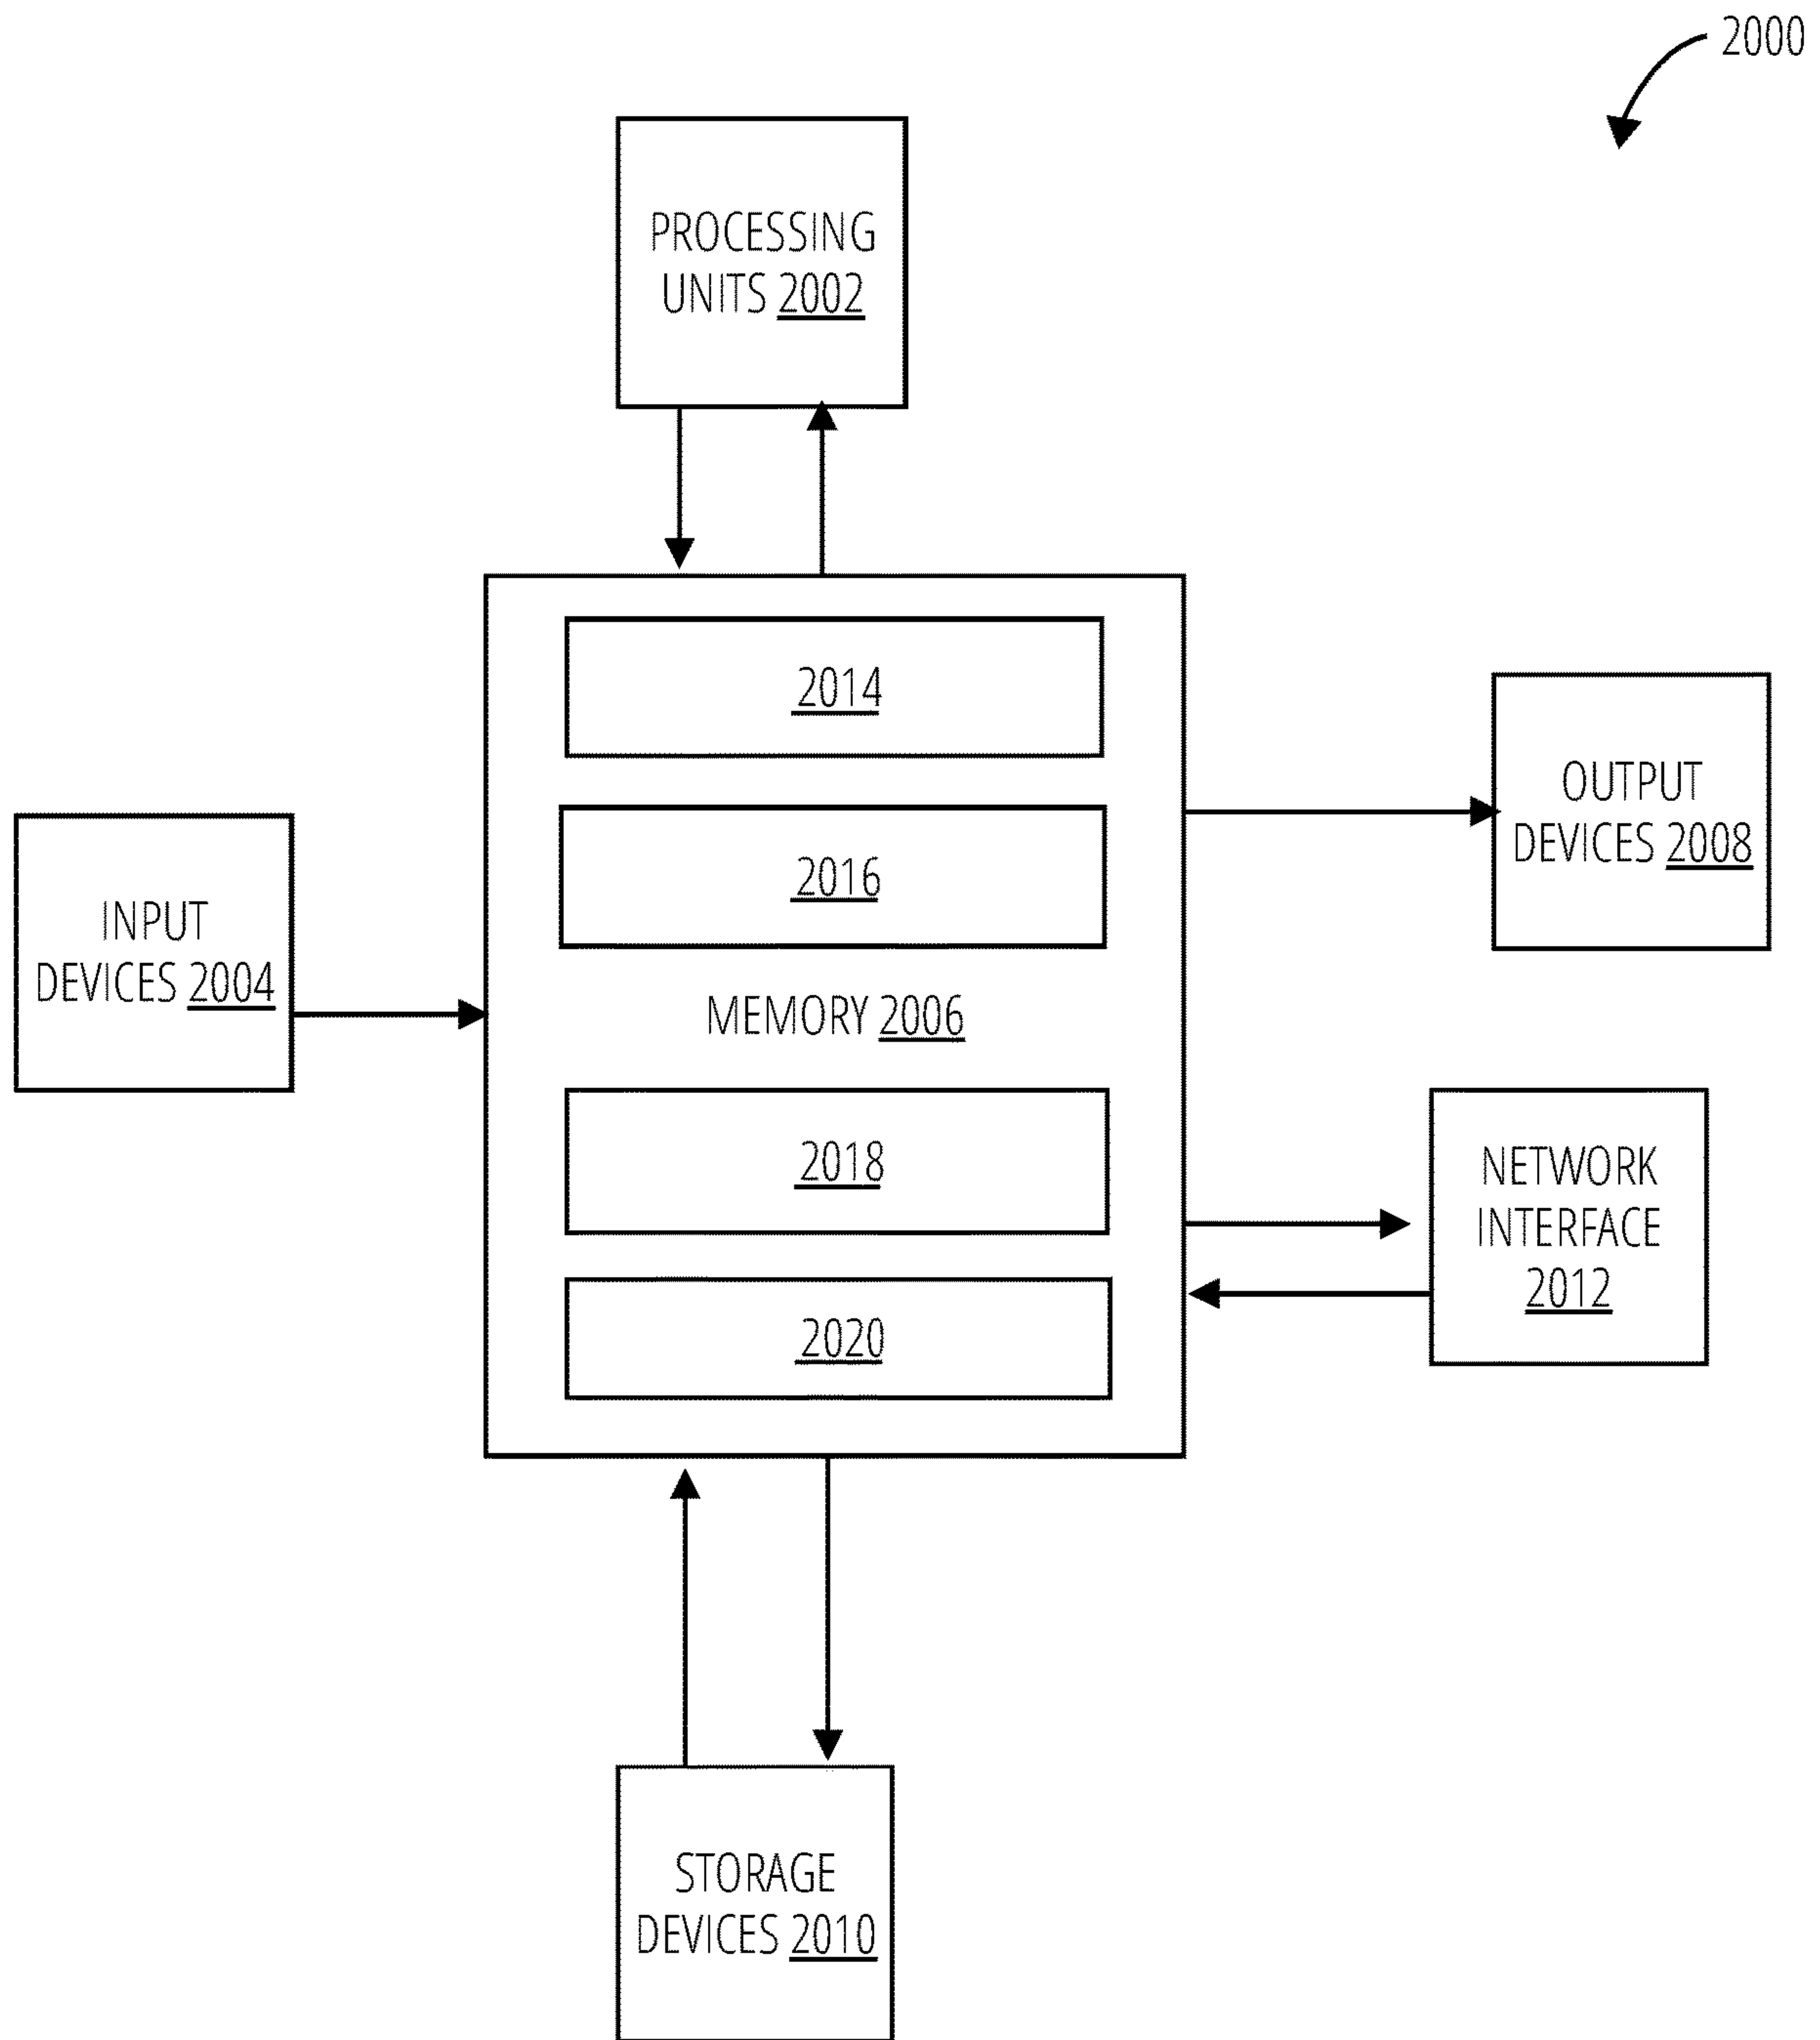 2000
PROCESSING
UNITS 2002
2014
2016
MEMORY 2006
2018
2020
INPUT
DEVICES 2004
OUTPUT
DEVICES 2008
NETWORK
INTERFACE
2012
STORAGE
DEVICES 2010